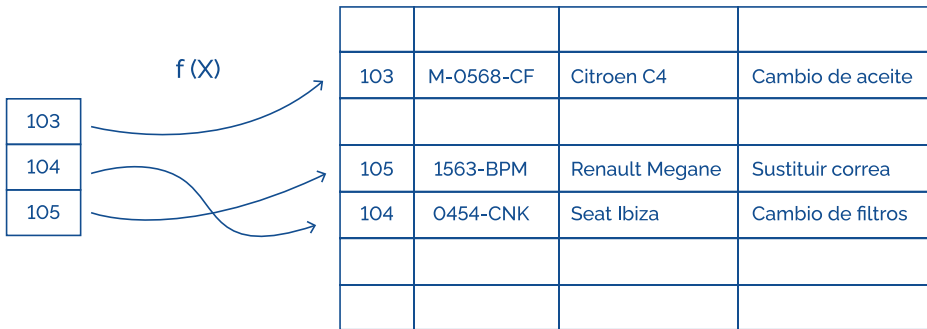 f (X)
103
104
105
103 M-0568-CF Citroen C4 Cambio de aceite
105 1563-BPM Renault Megane Sustituir correa
104 0454-CNK Seat Ibiza Cambio de filtros